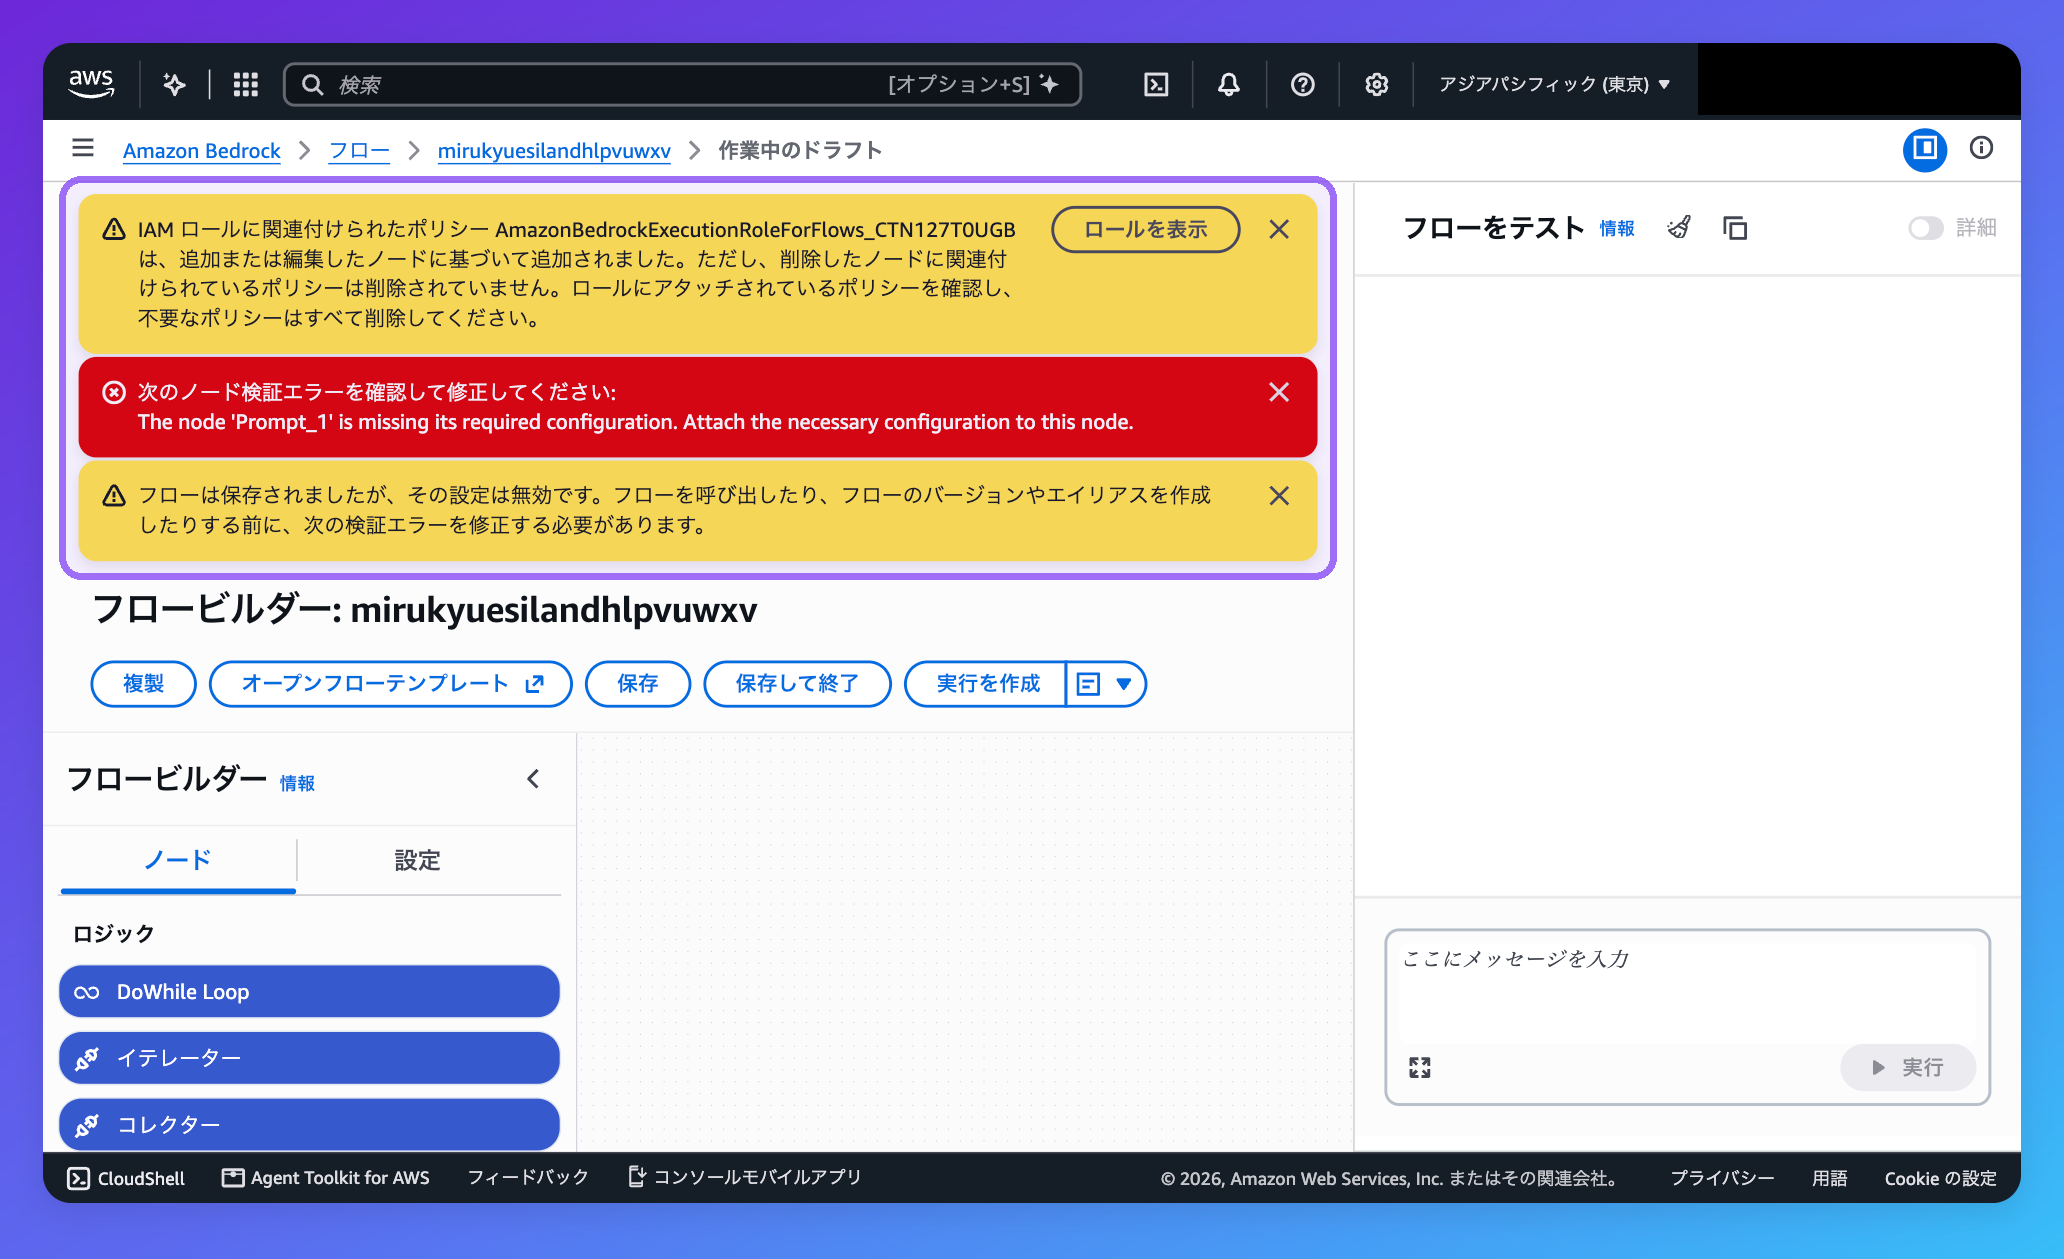 aws
検索
[オプション+S]
アジアパシフィック (東京)
Amazon Bedrock
フロー
mirukyuesilandhlpvuwxv
作業中のドラフト
IAM ロールに関連付けられたポリシー AmazonBedrockExecutionRoleForFlows_CTN127T0UGB
は、追加または編集したノードに基づいて追加されました。ただし、削除したノードに関連付
けられているポリシーは削除されていません。ロールにアタッチされているポリシーを確認し、
不要なポリシーはすべて削除してください。
ロールを表示
次のノード検証エラーを確認して修正してください:
The node 'Prompt_1' is missing its required configuration. Attach the necessary configuration to this node.
フローは保存されましたが、その設定は無効です。フローを呼び出したり、フローのバージョンやエイリアスを作成
したりする前に、次の検証エラーを修正する必要があります。
フロービルダー: mirukyuesilandhlpvuwxv
複製
オープンフローテンプレート
保存
保存して終了
実行を作成
フロービルダー 情報
ノード
設定
ロジック
DoWhile Loop
イテレーター
コレクター
フローをテスト 情報
詳細
ここにメッセージを入力
実行
CloudShell
Agent Toolkit for AWS
フィードバック
コンソールモバイルアプリ
© 2026, Amazon Web Services, Inc. またはその関連会社。
プライバシー
用語
Cookie の設定